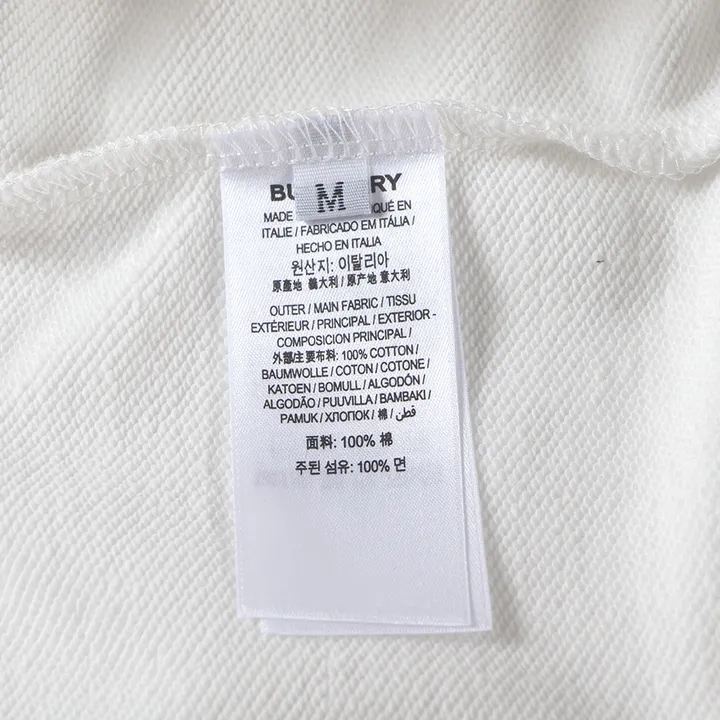 BU RY
M
MADE QUÉ EN
ITALIE / FABRICADO EM ITÁLIA /
HECHO EN ITALIA
원산지: 이탈리아
原產地 義大利 / 原产地 意大利
OUTER / MAIN FABRIC / TISSU
EXTÉRIEUR / PRINCIPAL / EXTERIOR -
COMPOSICION PRINCIPAL /
外部/主要布料: 100% COTTON /
BAUMWOLLE / COTON / COTONE /
KATOEN / BOMULL / ALGODÓN /
ALGODÃO / PUUVILLA / BAMBAKI /
PAMUK / ХЛОПОК / 棉 / قطن
面料: 100% 棉
주된 섬유: 100% 면